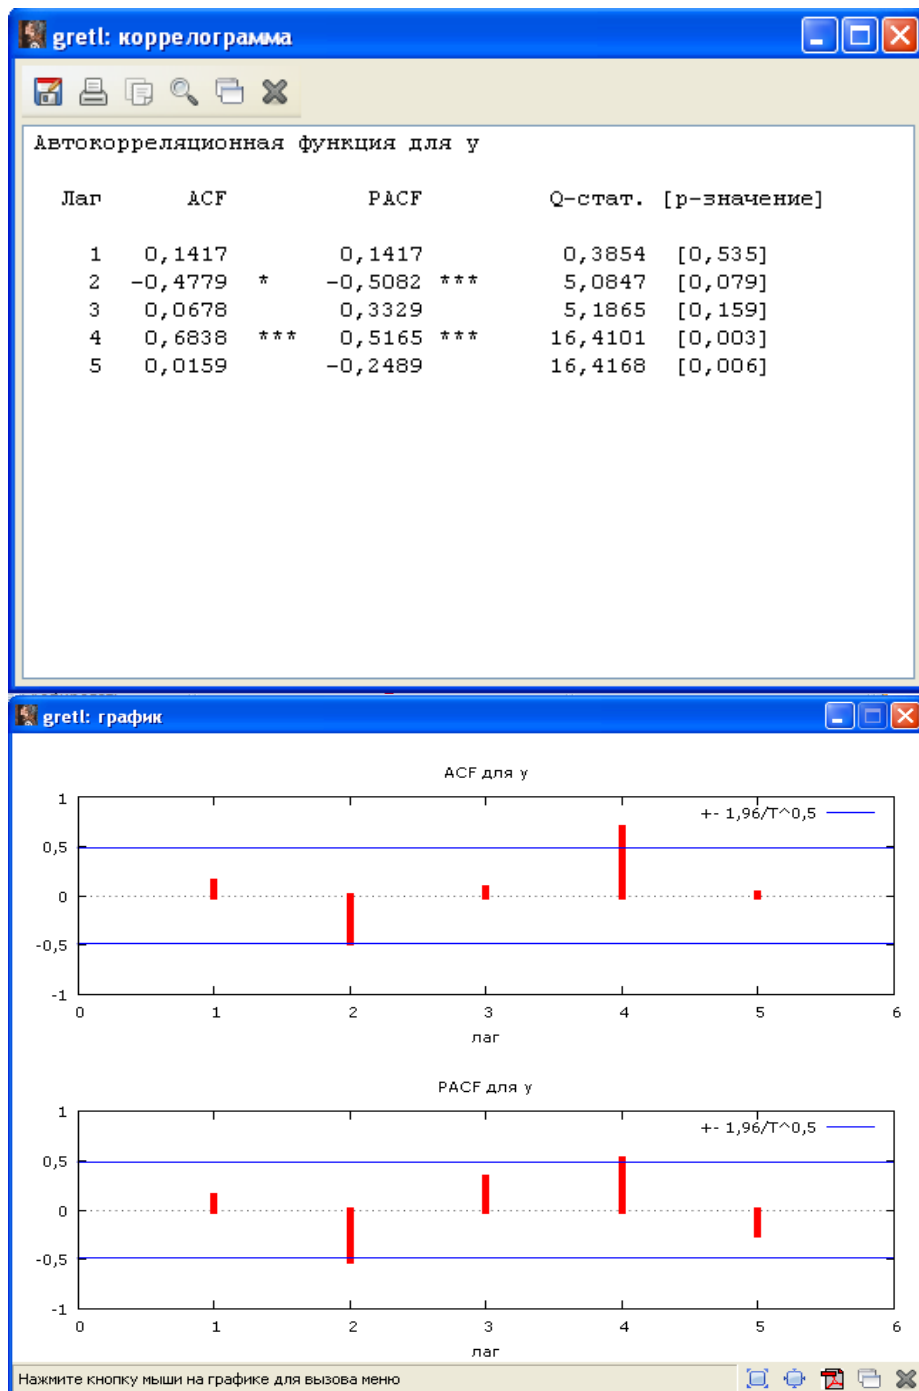 gretl: коррелограмма
Автокорреляционная функция для y
Лаг ACF PACF Q-стат. [p-значение]
1 0,1417 0,1417 0,3854 [0,535]
2 -0,4779 * -0,5082 *** 5,0847 [0,079]
3 0,0678 0,3329 5,1865 [0,159]
4 0,6838 *** 0,5165 *** 16,4101 [0,003]
5 0,0159 -0,2489 16,4168 [0,006]
gretl: график
ACF для y
+- 1,96/T^0,5
1
0,5
0
-0,5
-1
0 1 2 3 4 5 6
лаг
PACF для y
+- 1,96/T^0,5
1
0,5
0
-0,5
-1
0 1 2 3 4 5 6
лаг
Нажмите кнопку мыши на графике для вызова меню